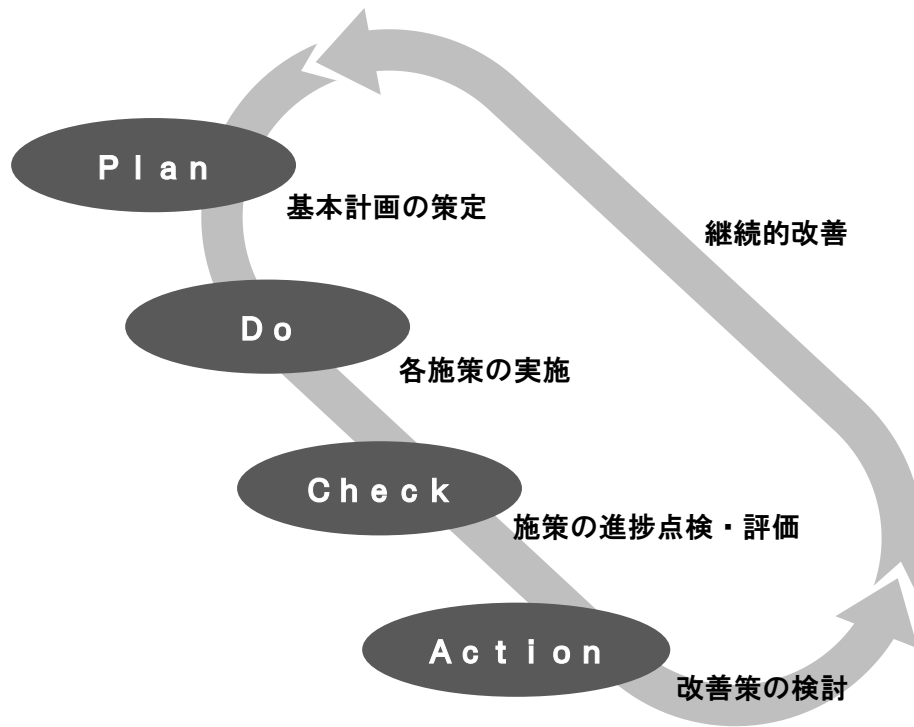 Plan
基本計画の策定
継続的改善
Do
各施策の実施
Check
施策の進捗点検・評価
Action
改善策の検討